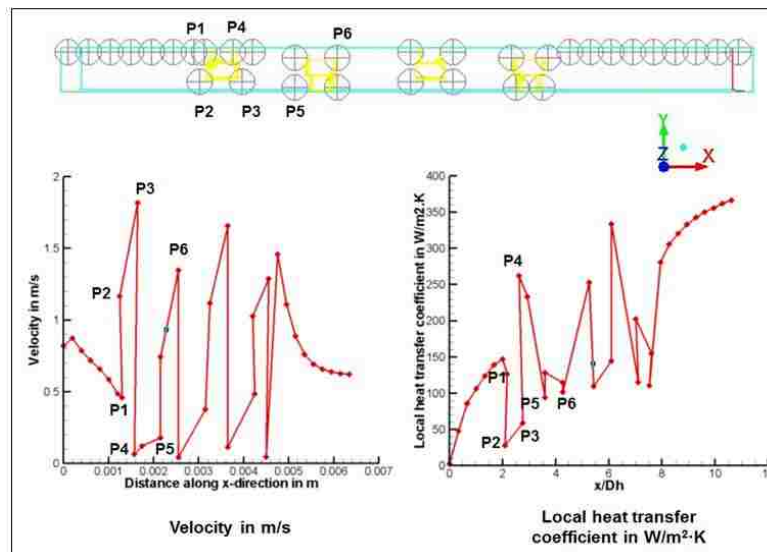 P1 P4 P6
P2 P3 P5
Y
Z X
2
1.5
1
0.5
0
Velocity in m/s
P3
P6
P2
P1
P4 P5
0 0.001 0.002 0.003 0.004 0.005 0.006 0.007
Distance along x-direction in m
Velocity in m/s
400
350
300
250
200
150
100
50
0
Local heat transfer coefficient in W/m2.K
P4
P1
P5 P6
P2 P3
0 2 4 6 8 10
x/Dh
Local heat transfer
coefficient in W/m²·K